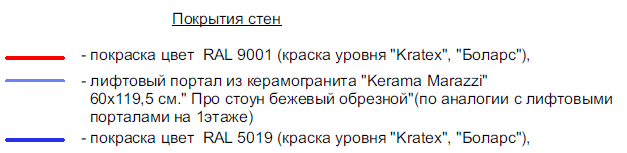 Покрытия стен
- покраска цвет RAL 9001 (краска уровня "Kratex", "Боларс"),
- лифтовый портал из керамогранита "Kerama Marazzi"
60x119,5 см." Про стоун бежевый обрезной"(по аналогии с лифтовыми
порталами на 1этаже)
- покраска цвет RAL 5019 (краска уровня "Kratex", "Боларс"),